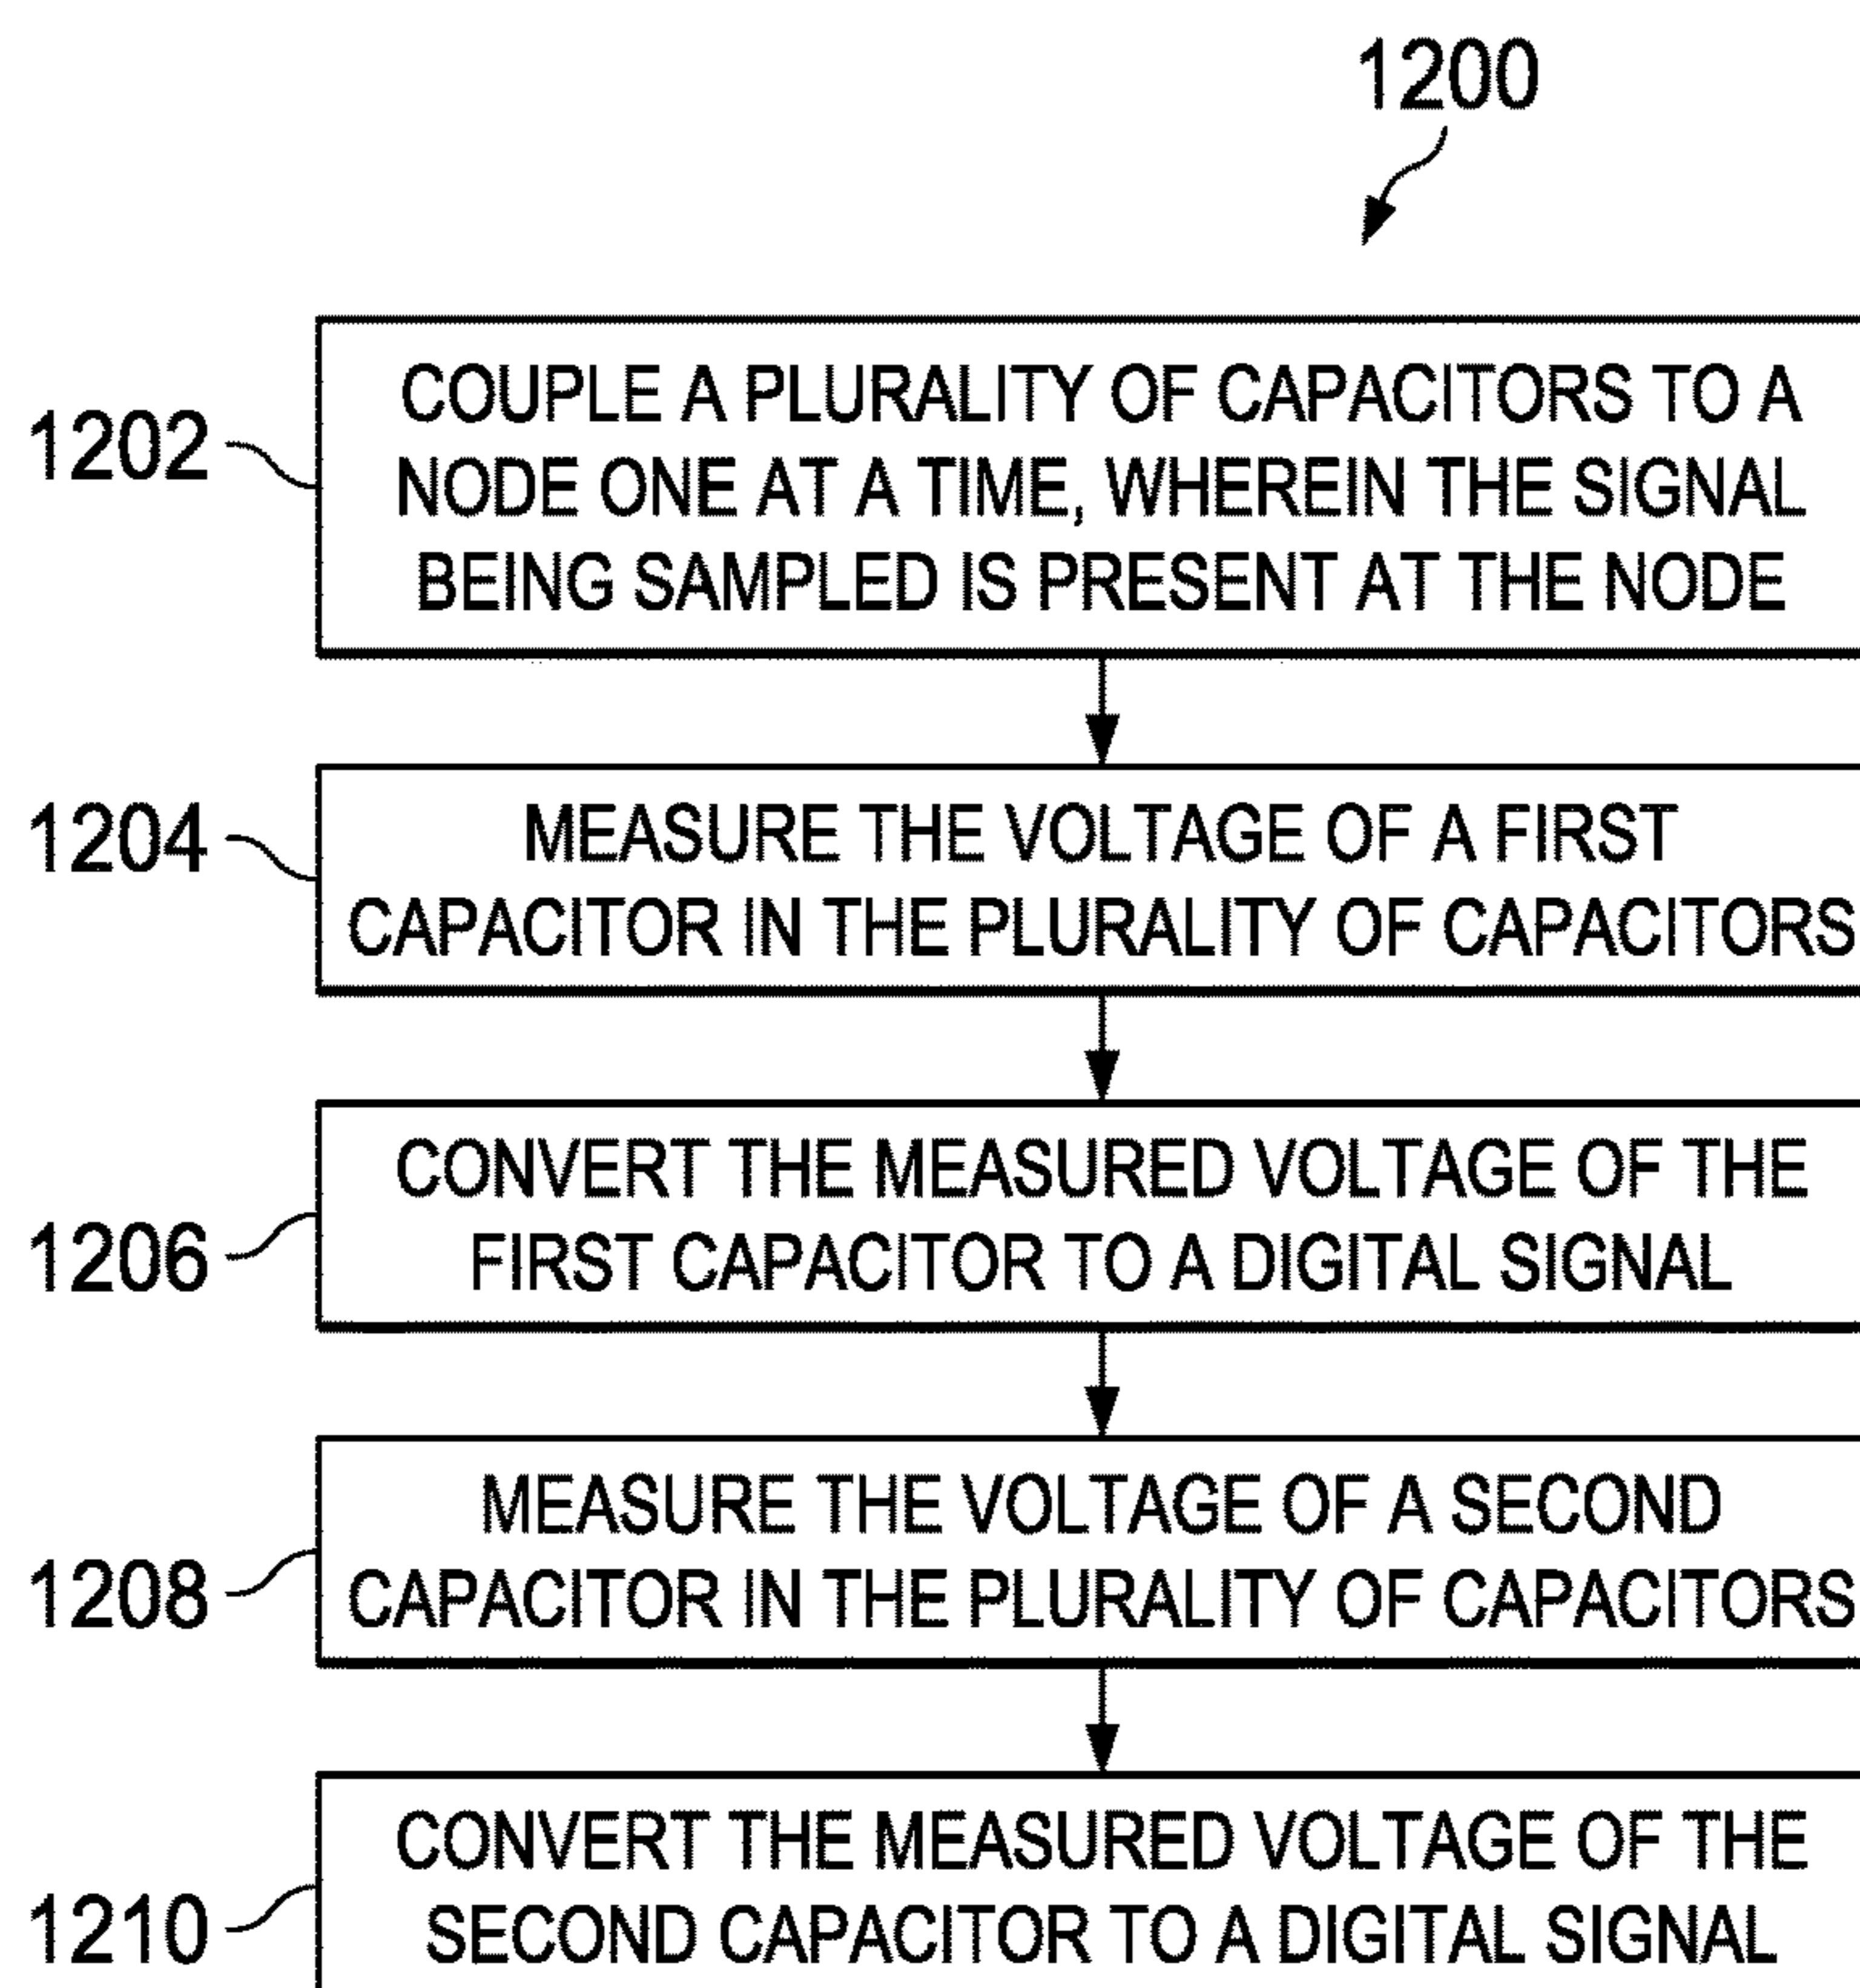 1200
1202
COUPLE A PLURALITY OF CAPACITORS TO A
NODE ONE AT A TIME, WHEREIN THE SIGNAL
BEING SAMPLED IS PRESENT AT THE NODE
1204
MEASURE THE VOLTAGE OF A FIRST
CAPACITOR IN THE PLURALITY OF CAPACITORS
1206
CONVERT THE MEASURED VOLTAGE OF THE
FIRST CAPACITOR TO A DIGITAL SIGNAL
1208
MEASURE THE VOLTAGE OF A SECOND
CAPACITOR IN THE PLURALITY OF CAPACITORS
1210
CONVERT THE MEASURED VOLTAGE OF THE
SECOND CAPACITOR TO A DIGITAL SIGNAL